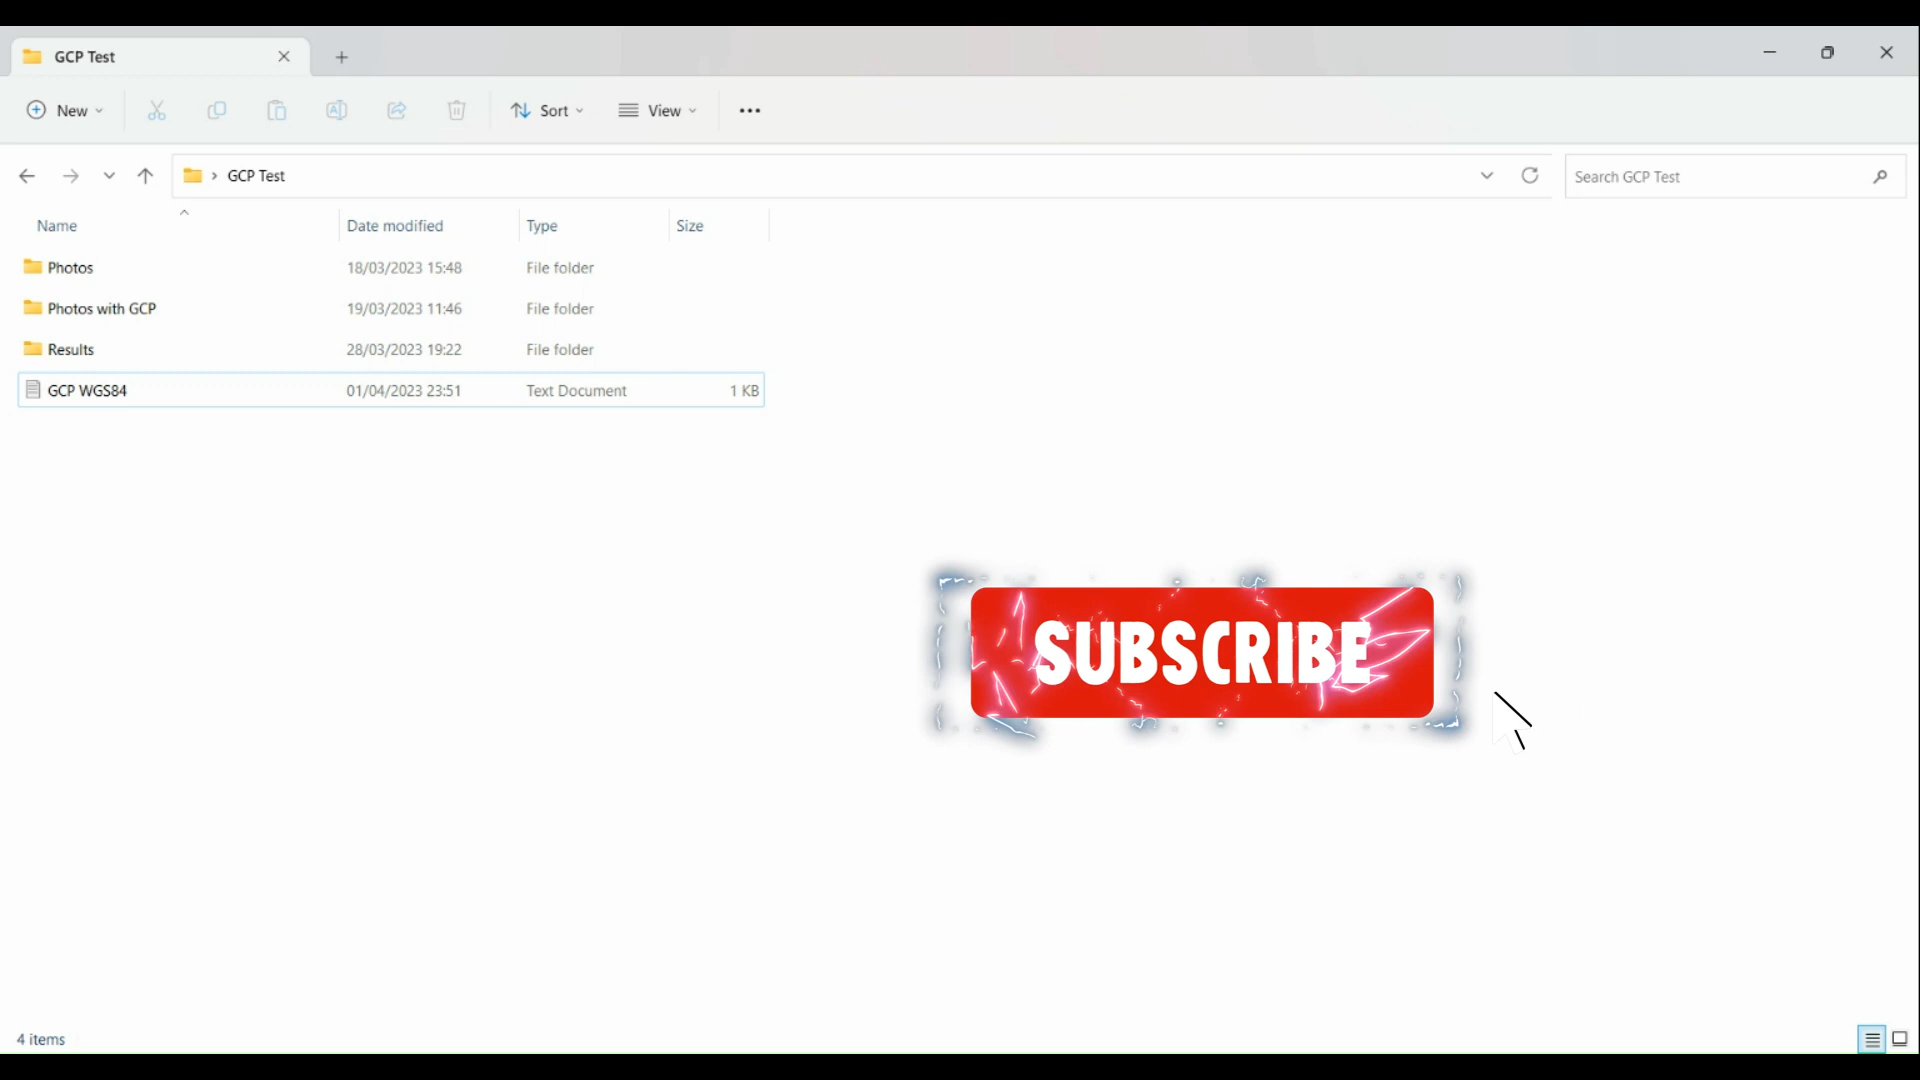 GCP Test
New
Sort
View
GCP Test
Search GCP Test
Name Date modified Type Size
Photos 18/03/2023 15:48 File folder
Photos with GCP 19/03/2023 11:46 File folder
Results 28/03/2023 19:22 File folder
GCP WGS84 01/04/2023 23:51 Text Document 1 KB
SUBSCRIBE
4 items